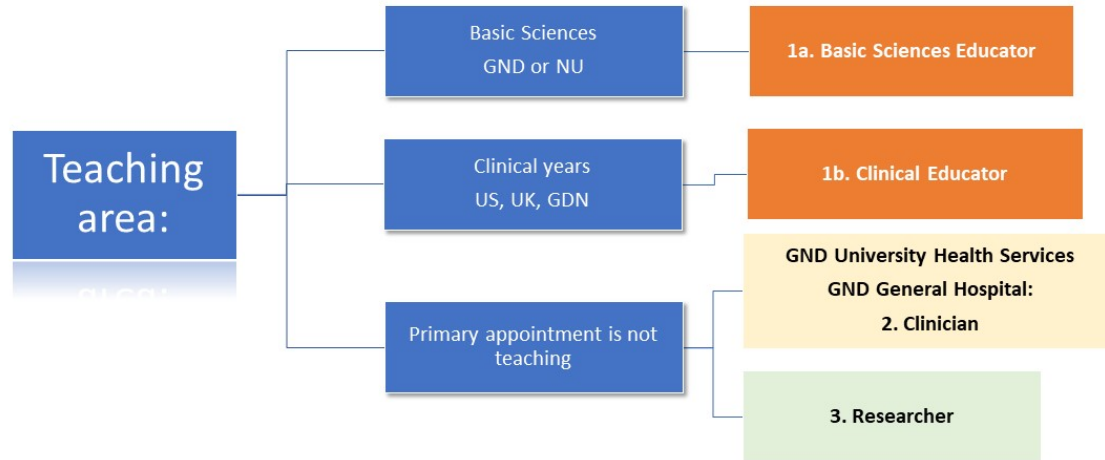 Teaching
area:
Basic Sciences
GND or NU
1a. Basic Sciences Educator
Clinical years
US, UK, GDN
1b. Clinical Educator
Primary appointment is not
teaching
GND University Health Services
GND General Hospital:
2. Clinician
3. Researcher